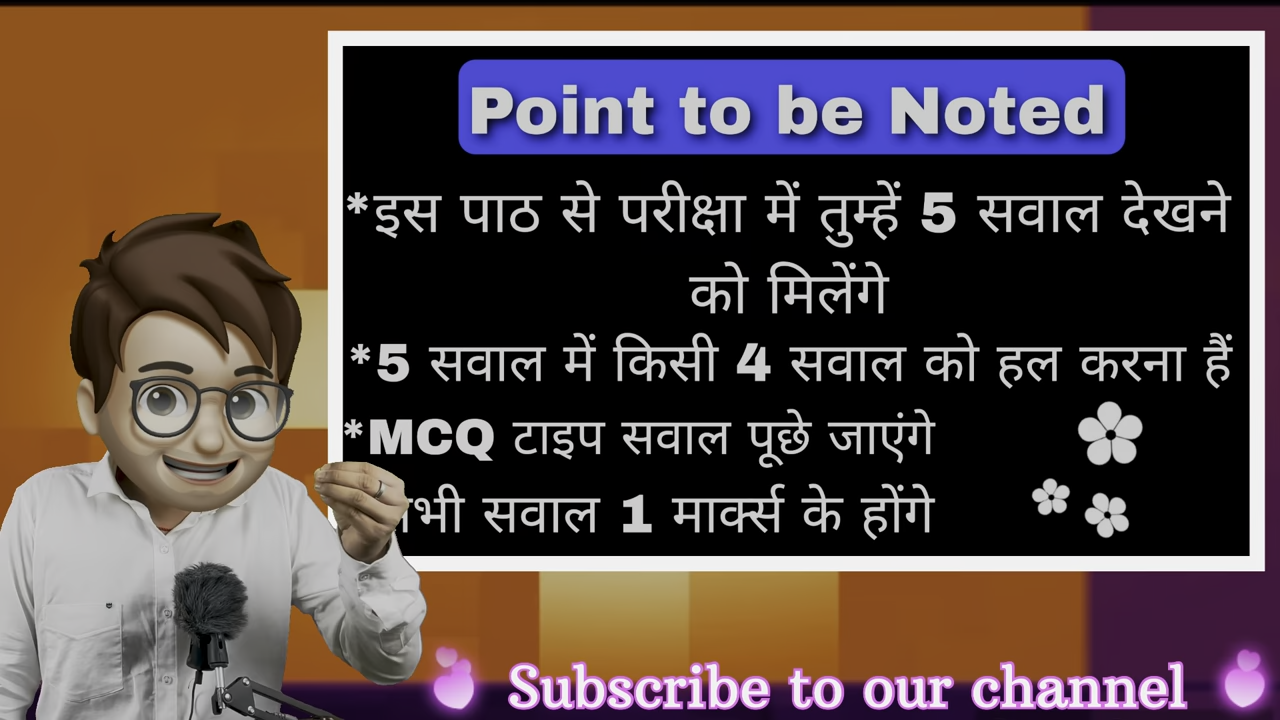 Point to be Noted
*इस पाठ से परीक्षा में तुम्हें 5 सवाल देखने
को मिलेंगे
*5 सवाल में किसी 4 सवाल को हल करना हैं
*MCQ टाइप सवाल पूछे जाएंगे
सवाल 1 मार्क्स के होंगे
Subscribe to our channel